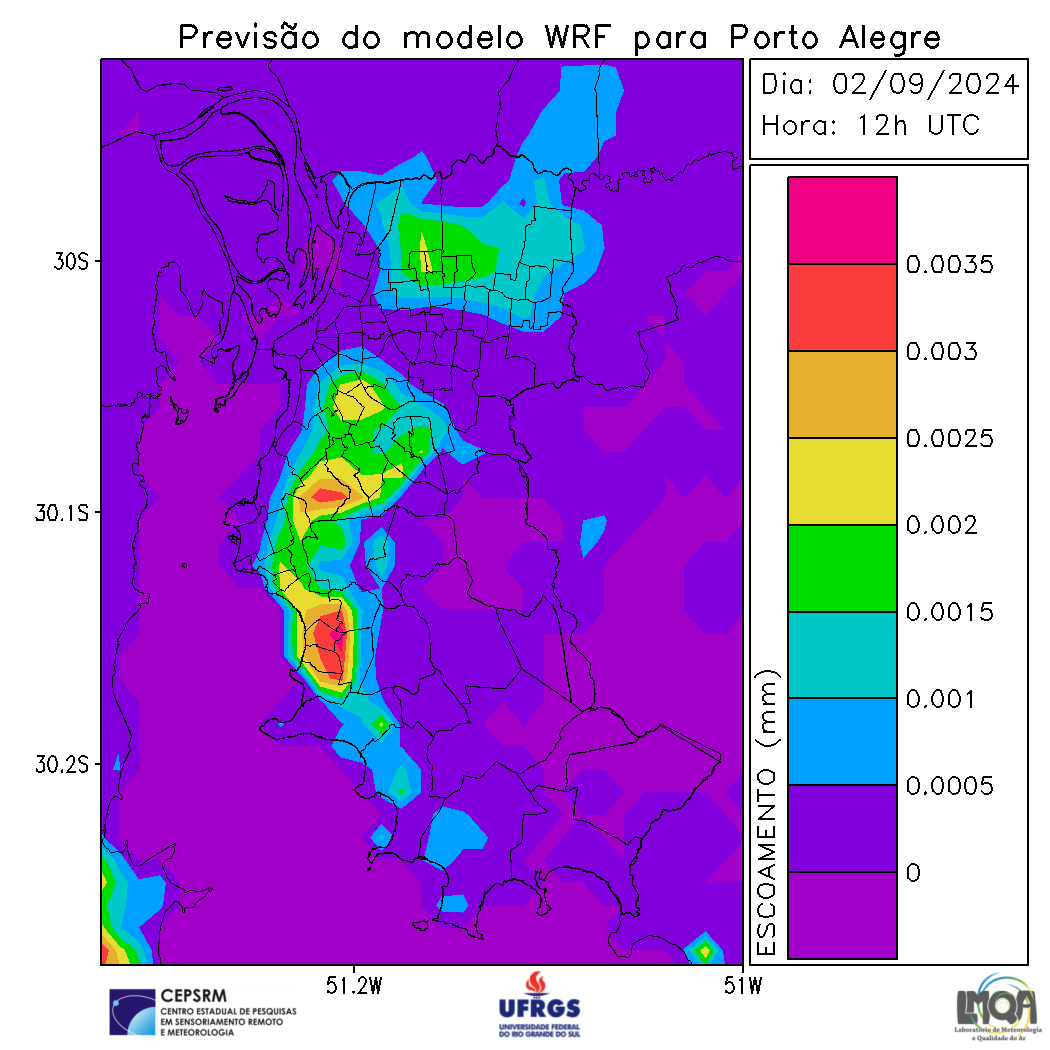 Previsão do modelo WRF para Porto Alegre
Dia: 02/09/2024
Hora: 12h UTC
30S
30.1S
30.2S
51.2W
51W
ESCOAMENTO (mm)
0.0035
0.003
0.0025
0.002
0.0015
0.001
0.0005
0
CEPSRM
CENTRO ESTADUAL DE PESQUISAS
EM SENSORIAMENTO REMOTO
E METEOROLOGIA
UFRGS
UNIVERSIDADE FEDERAL
DO RIO GRANDE DO SUL
LMQA
Laboratório de Meteorologia
e Qualidade do Ar